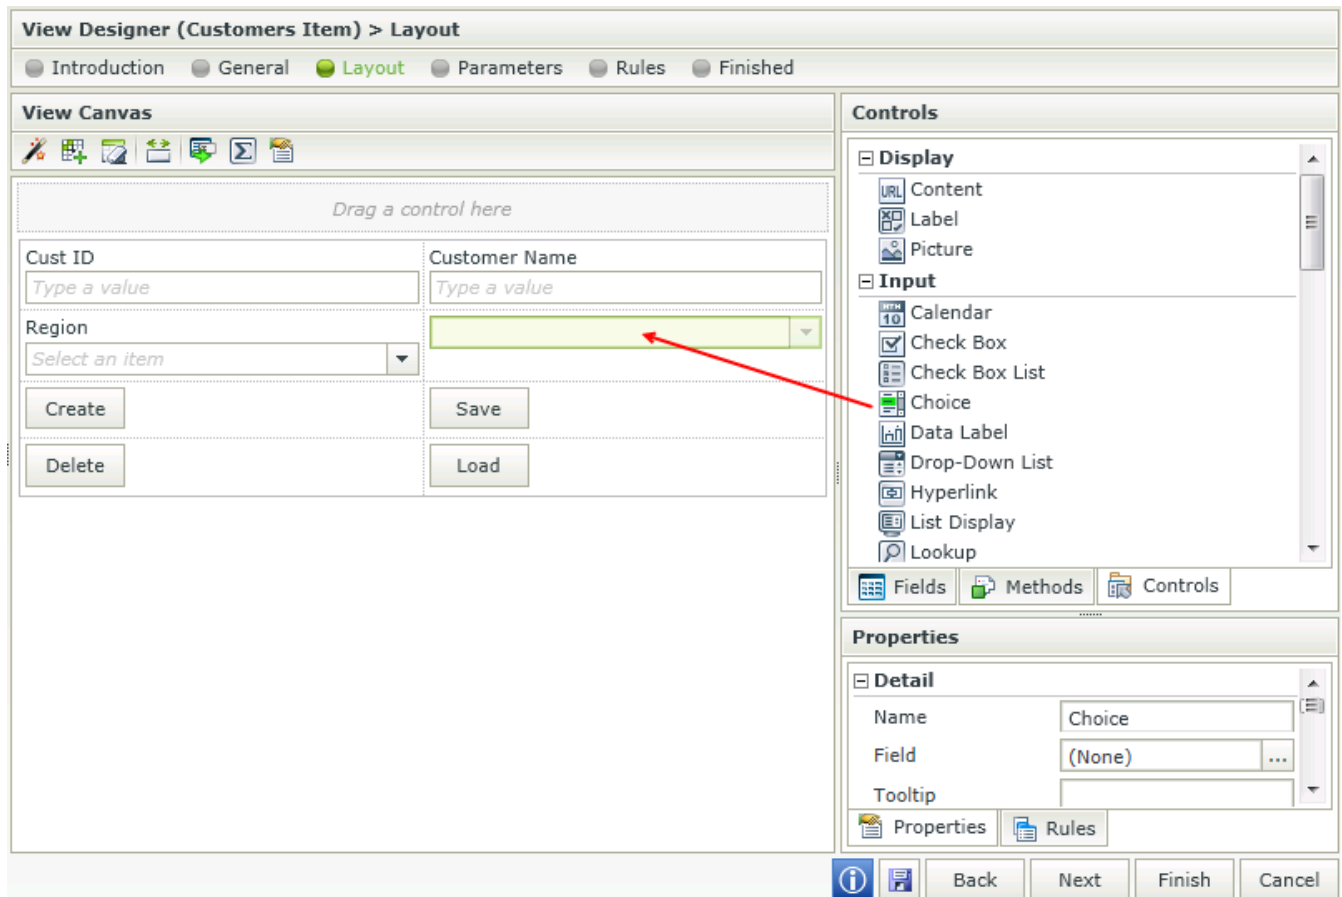 View Designer (Customers Item) > Layout
Introduction General Layout Parameters Rules Finished
View Canvas
Drag a control here
Cust ID Customer Name
Type a value Type a value
Region
Select an item
Create Save
Delete Load
Controls
Display
URL Content
Label
Picture
Input
10 Calendar
Check Box
Check Box List
Choice
Data Label
Drop-Down List
Hyperlink
List Display
Lookup
Fields Methods Controls
Properties
Detail
Name Choice
Field (None) ...
Tooltip
Properties Rules
Back Next Finish Cancel